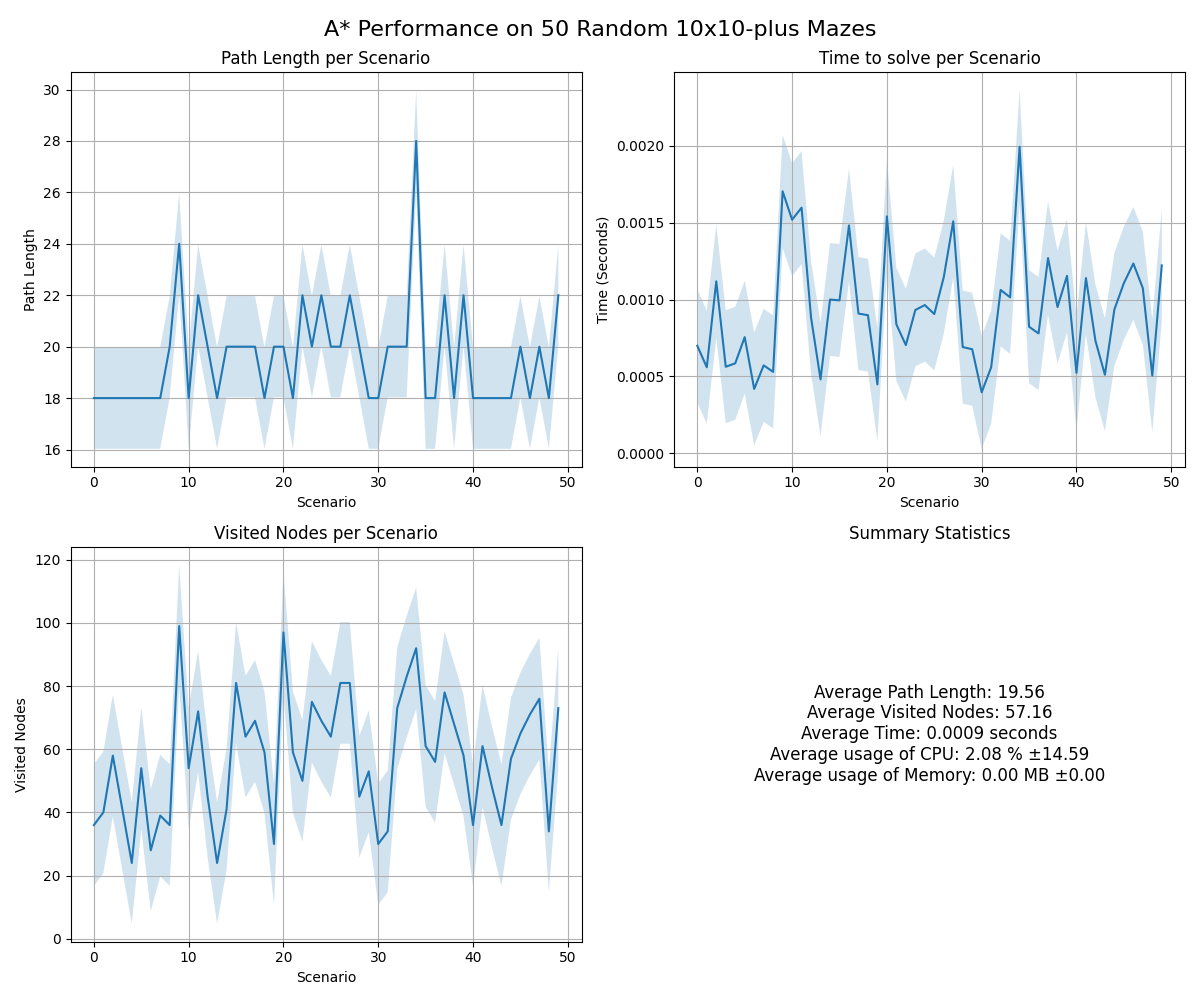 A* Performance on 50 Random 10x10-plus Mazes
Path Length per Scenario
30
28
26
24
22
20
18
16
Path Length
0 10 20 30 40 50
Scenario
Time to solve per Scenario
0.0020
0.0015
0.0010
0.0005
0.0000
Time (Seconds)
0 10 20 30 40 50
Scenario
Visited Nodes per Scenario
120
100
80
60
40
20
0
Visited Nodes
0 10 20 30 40 50
Scenario
Summary Statistics
Average Path Length: 19.56
Average Visited Nodes: 57.16
Average Time: 0.0009 seconds
Average usage of CPU: 2.08 % ±14.59
Average usage of Memory: 0.00 MB ±0.00